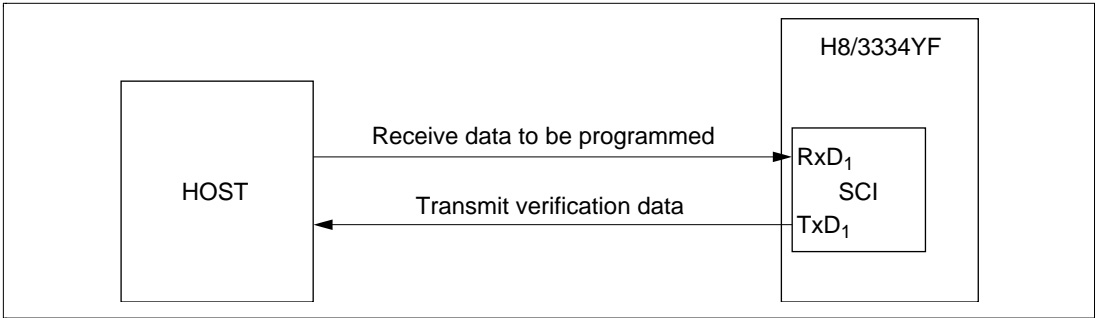 H8/3334YF
Receive data to be programmed
RxD₁
HOST
SCI
Transmit verification data
TxD₁